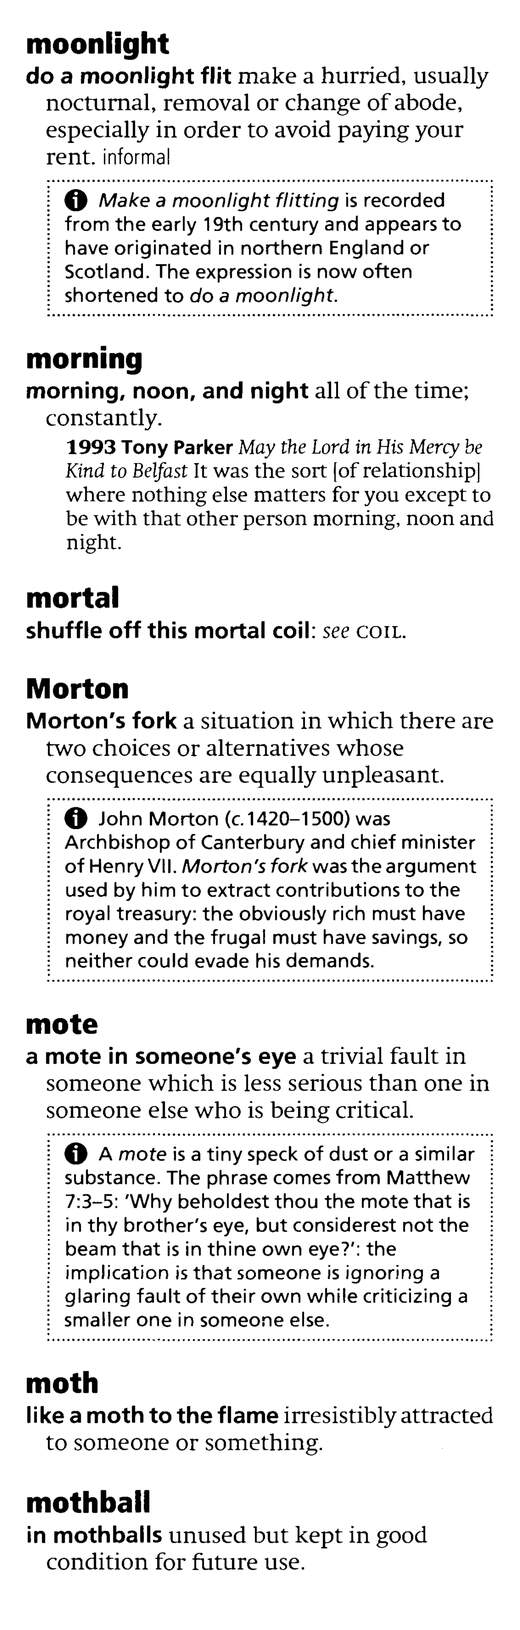 moonlight
do a moonlight flit make a hurried, usually
nocturnal, removal or change of abode,
especially in order to avoid paying your
rent. informal
Make a moonlight flitting is recorded
from the early 19th century and appears to
have originated in northern England or
Scotland. The expression is now often
shortened to do a moonlight.
morning
morning, noon, and night all of the time;
constantly.
1993 Tony Parker May the Lord in His Mercy be
Kind to Belfast It was the sort [of relationship]
where nothing else matters for you except to
be with that other person morning, noon and
night.
mortal
shuffle off this mortal coil: see COIL.
Morton
Morton's fork a situation in which there are
two choices or alternatives whose
consequences are equally unpleasant.
John Morton (c.1420–1500) was
Archbishop of Canterbury and chief minister
of Henry VII. Morton's fork was the argument
used by him to extract contributions to the
royal treasury: the obviously rich must have
money and the frugal must have savings, so
neither could evade his demands.
mote
a mote in someone's eye a trivial fault in
someone which is less serious than one in
someone else who is being critical.
A mote is a tiny speck of dust or a similar
substance. The phrase comes from Matthew
7:3–5: 'Why beholdest thou the mote that is
in thy brother's eye, but considerest not the
beam that is in thine own eye?': the
implication is that someone is ignoring a
glaring fault of their own while criticizing a
smaller one in someone else.
moth
like a moth to the flame irresistibly attracted
to someone or something.
mothball
in mothballs unused but kept in good
condition for future use.